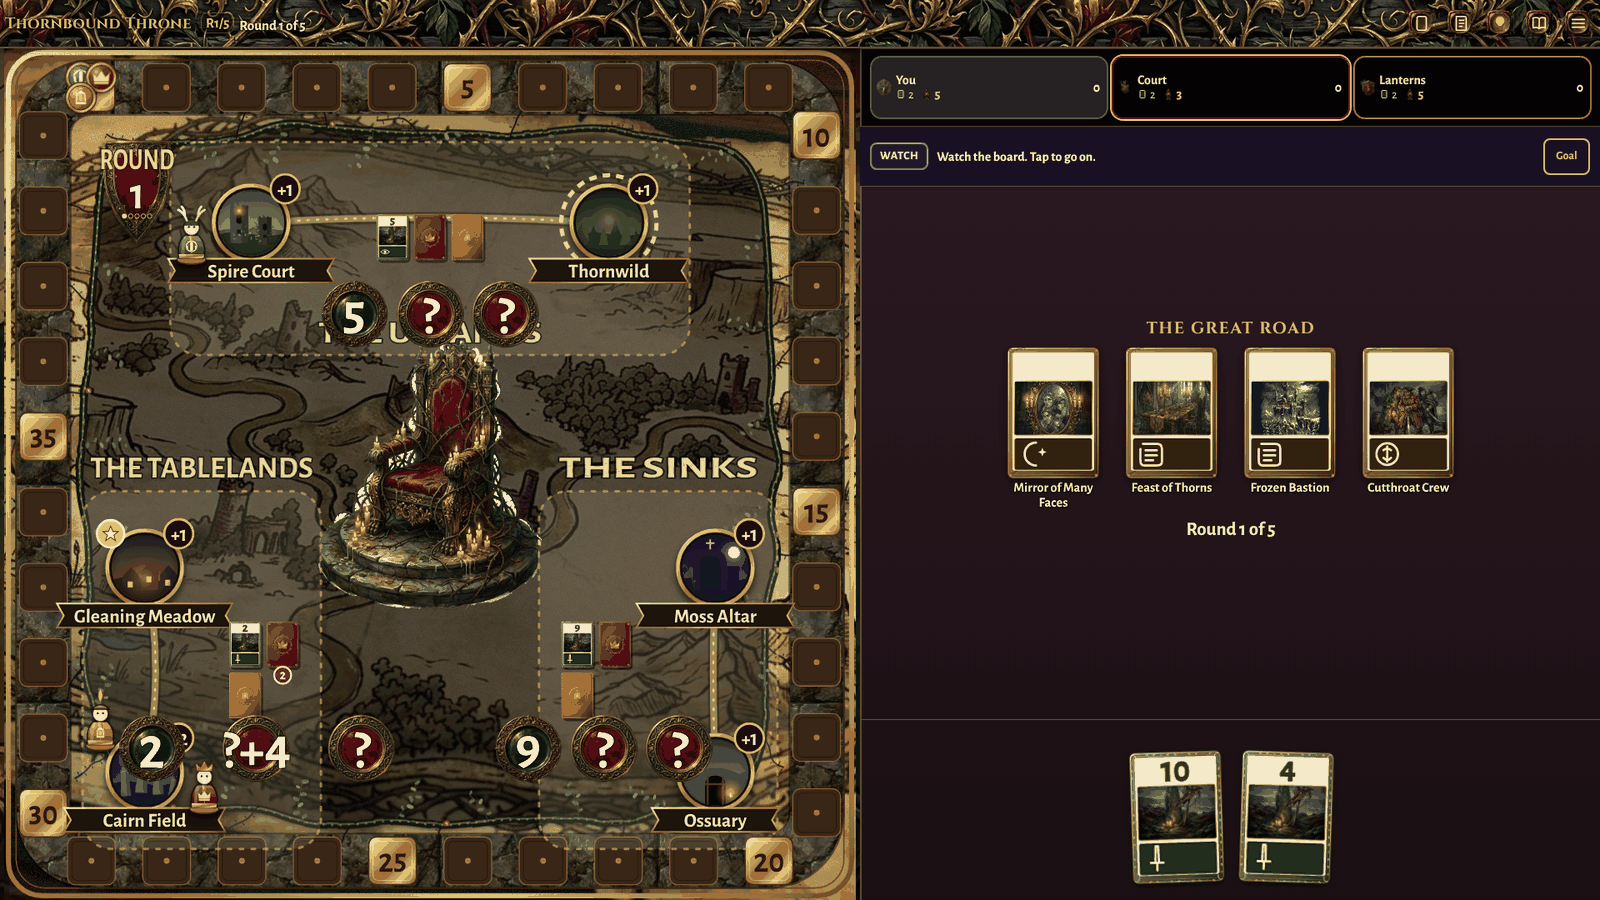 THORNBOUND THRONE R1/5 Round 1 of 5
5
10
15
20
25
30
35
ROUND
1
+1
+1
5
Spire Court
Thornwild
5 ? ?
THE TABLELANDS
THE SINKS
+1
+1
Gleaning Meadow
Moss Altar
2
2
9
2 ?+4 ?
9 ? ?
+1
Cairn Field
Ossuary
You
2 5
0
Court
2 3
0
Lanterns
2 5
0
WATCH
Watch the board. Tap to go on.
Goal
THE GREAT ROAD
Mirror of Many
Faces
Feast of Thorns
Frozen Bastion
Cutthroat Crew
Round 1 of 5
10
4